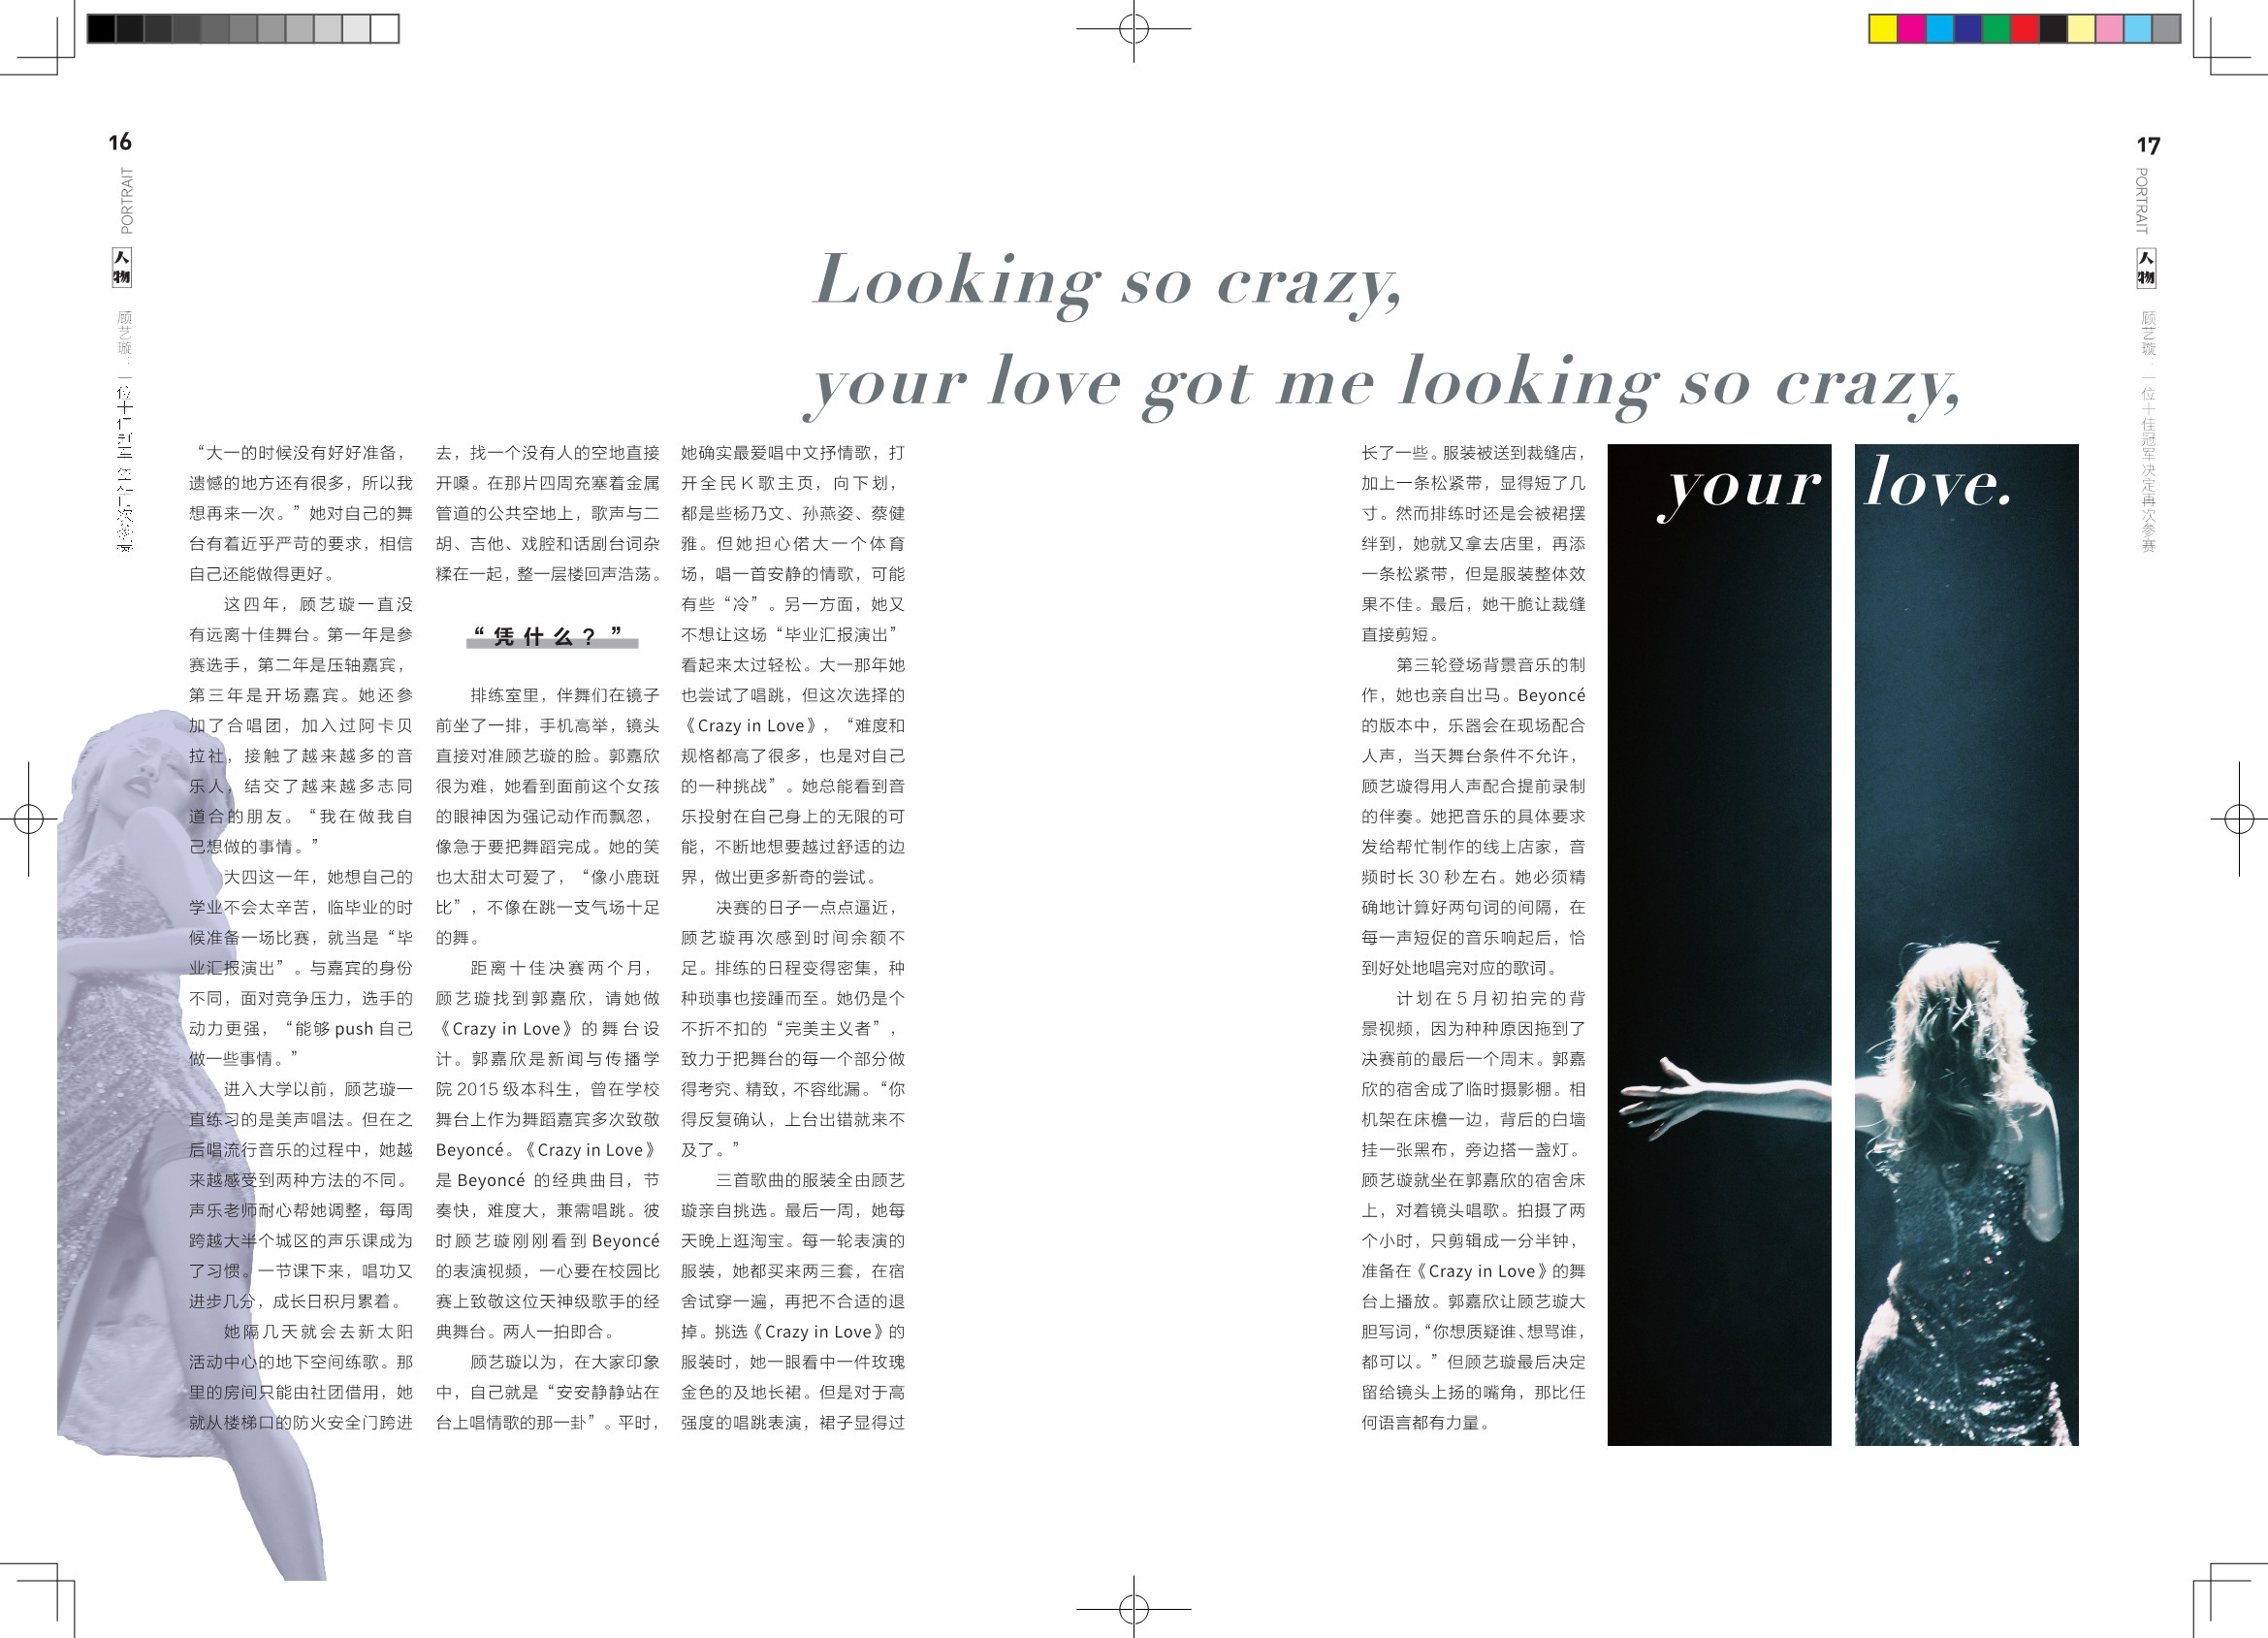 16
PORTRAIT
人物
顾艺璇：一位十佳冠军决定再次参赛
Looking so crazy,
your love got me looking so crazy,
your love.
“大一的时候没有好好准备，
遗憾的地方还有很多，所以我
想再来一次。”她对自己的舞
台有着近乎严苛的要求，相信
自己还能做得更好。
这四年，顾艺璇一直没
有远离十佳舞台。第一年是参
赛选手，第二年是压轴嘉宾，
第三年是开场嘉宾。她还参
加了合唱团，加入过阿卡贝
拉社，接触了越来越多的音
乐人，结交了越来越多志同
道合的朋友。“我在做我自
己想做的事情。”
大四这一年，她想自己的
学业不会太辛苦，临毕业的时
候准备一场比赛，就当是“毕
业汇报演出”。与嘉宾的身份
不同，面对竞争压力，选手的
动力更强，“能够 push 自己
做一些事情。”
进入大学以前，顾艺璇一
直练习的是美声唱法。但在之
后唱流行音乐的过程中，她越
来越感受到两种方法的不同。
声乐老师耐心帮她调整，每周
跨越大半个城区的声乐课成为
了习惯。一节课下来，唱功又
进步几分，成长日积月累着。
她隔几天就会去新太阳
活动中心的地下空间练歌。那
里的房间只能由社团借用，她
就从楼梯口的防火安全门跨进
去，找一个没有人的空地直接
开嗓。在那片四周充塞着金属
管道的公共空地上，歌声与二
胡、吉他、戏腔和话剧台词杂
糅在一起，整一层楼回声浩荡。
“凭什么？”
排练室里，伴舞们在镜子
前坐了一排，手机高举，镜头
直接对准顾艺璇的脸。郭嘉欣
很为难，她看到面前这个女孩
的眼神因为强记动作而飘忽，
像急于要把舞蹈完成。她的笑
也太甜太可爱了，“像小鹿斑
比”，不像在跳一支气场十足
的舞。
距离十佳决赛两个月，
顾艺璇找到郭嘉欣，请她做
《Crazy in Love》的舞台设
计。郭嘉欣是新闻与传播学
院 2015 级本科生，曾在学校
舞台上作为舞蹈嘉宾多次致敬
Beyoncé。《Crazy in Love》
是 Beyoncé 的经典曲目，节
奏快，难度大，兼需唱跳。彼
时顾艺璇刚刚看到 Beyoncé
的表演视频，一心要在校园比
赛上致敬这位天神级歌手的经
典舞台。两人一拍即合。
顾艺璇以为，在大家印象
中，自己就是“安安静静站在
台上唱情歌的那一卦”。平时，
她确实最爱唱中文抒情歌，打
开全民 K 歌主页，向下划，
都是些杨乃文、孙燕姿、蔡健
雅。但她担心偌大一个体育
场，唱一首安静的情歌，可能
有些“冷”。另一方面，她又
不想让这场“毕业汇报演出”
看起来太过轻松。大一那年她
也尝试了唱跳，但这次选择的
《Crazy in Love》，“难度和
规格都高了很多，也是对自己
的一种挑战”。她总能看到音
乐投射在自己身上的无限的可
能，不断地想要越过舒适的边
界，做出更多新奇的尝试。
决赛的日子一点点逼近，
顾艺璇再次感到时间余额不
足。排练的日程变得密集，种
种琐事也接踵而至。她仍是个
不折不扣的“完美主义者”，
致力于把舞台的每一个部分做
得考究、精致，不容纰漏。“你
得反复确认，上台出错就来不
及了。”
三首歌曲的服装全由顾艺
璇亲自挑选。最后一周，她每
天晚上逛淘宝。每一轮表演的
服装，她都买来两三套，在宿
舍试穿一遍，再把不合适的退
掉。挑选《Crazy in Love》的
服装时，她一眼看中一件玫瑰
金色的及地长裙。但是对于高
强度的唱跳表演，裙子显得过
长了一些。服装被送到裁缝店，
加上一条松紧带，显得短了几
寸。然而排练时还是会被裙摆
绊到，她就又拿去店里，再添
一条松紧带，但是服装整体效
果不佳。最后，她干脆让裁缝
直接剪短。
第三轮登场背景音乐的制
作，她也亲自出马。Beyoncé
的版本中，乐器会在现场配合
人声，当天舞台条件不允许，
顾艺璇得用人声配合提前录制
的伴奏。她把音乐的具体要求
发给帮忙制作的线上店家，音
频时长 30 秒左右。她必须精
确地计算好两句词的间隔，在
每一声短促的音乐响起后，恰
到好处地唱完对应的歌词。
计划在 5 月初拍完的背
景视频，因为种种原因拖到了
决赛前的最后一个周末。郭嘉
欣的宿舍成了临时摄影棚。相
机架在床檐一边，背后的白墙
挂一张黑布，旁边搭一盏灯。
顾艺璇就坐在郭嘉欣的宿舍床
上，对着镜头唱歌。拍摄了两
个小时，只剪辑成一分半钟，
准备在《Crazy in Love》的舞
台上播放。郭嘉欣让顾艺璇大
胆写词，“你想质疑谁、想骂谁，
都可以。”但顾艺璇最后决定
留给镜头上扬的嘴角，那比任
何语言都有力量。
17
PORTRAIT
人物
顾艺璇：一位十佳冠军决定再次参赛